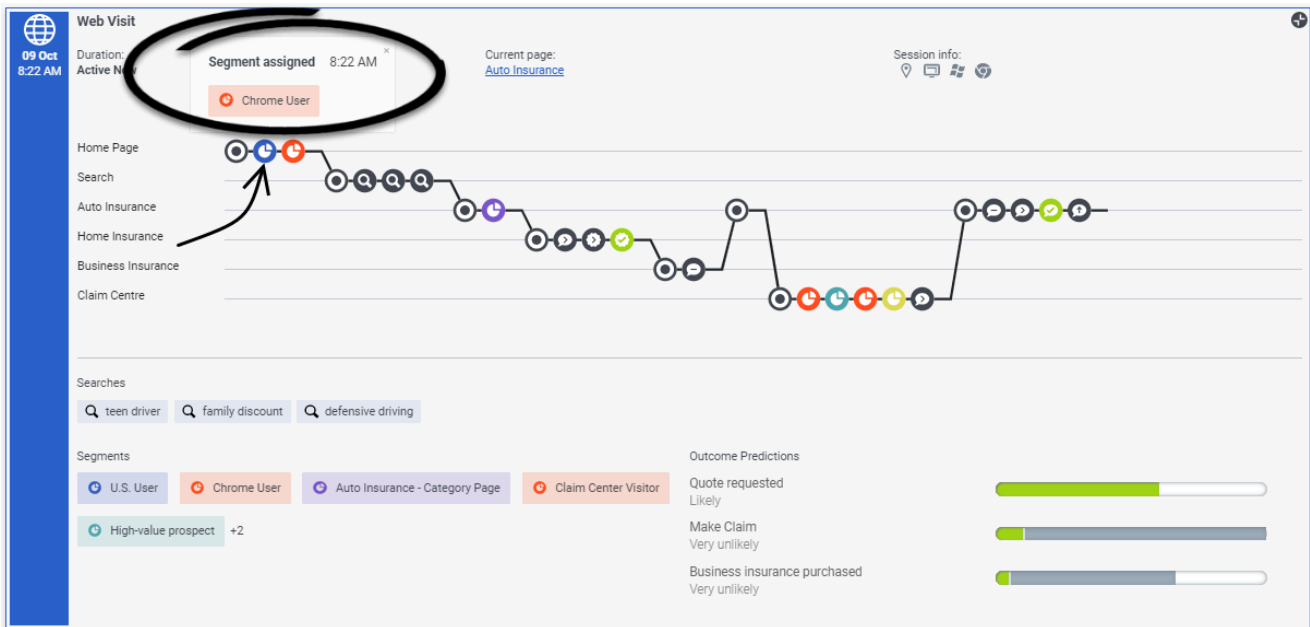 Web Visit
09 Oct
8:22 AM
Duration:
Active Now
Segment assigned 8:22 AM ×
Chrome User
Current page:
Auto Insurance
Session info:
Home Page
Search
Auto Insurance
Home Insurance
Business Insurance
Claim Centre
Searches
teen driver family discount defensive driving
Segments
U.S. User Chrome User Auto Insurance - Category Page Claim Center Visitor
High-value prospect +2
Outcome Predictions
Quote requested
Likely
Make Claim
Very unlikely
Business insurance purchased
Very unlikely